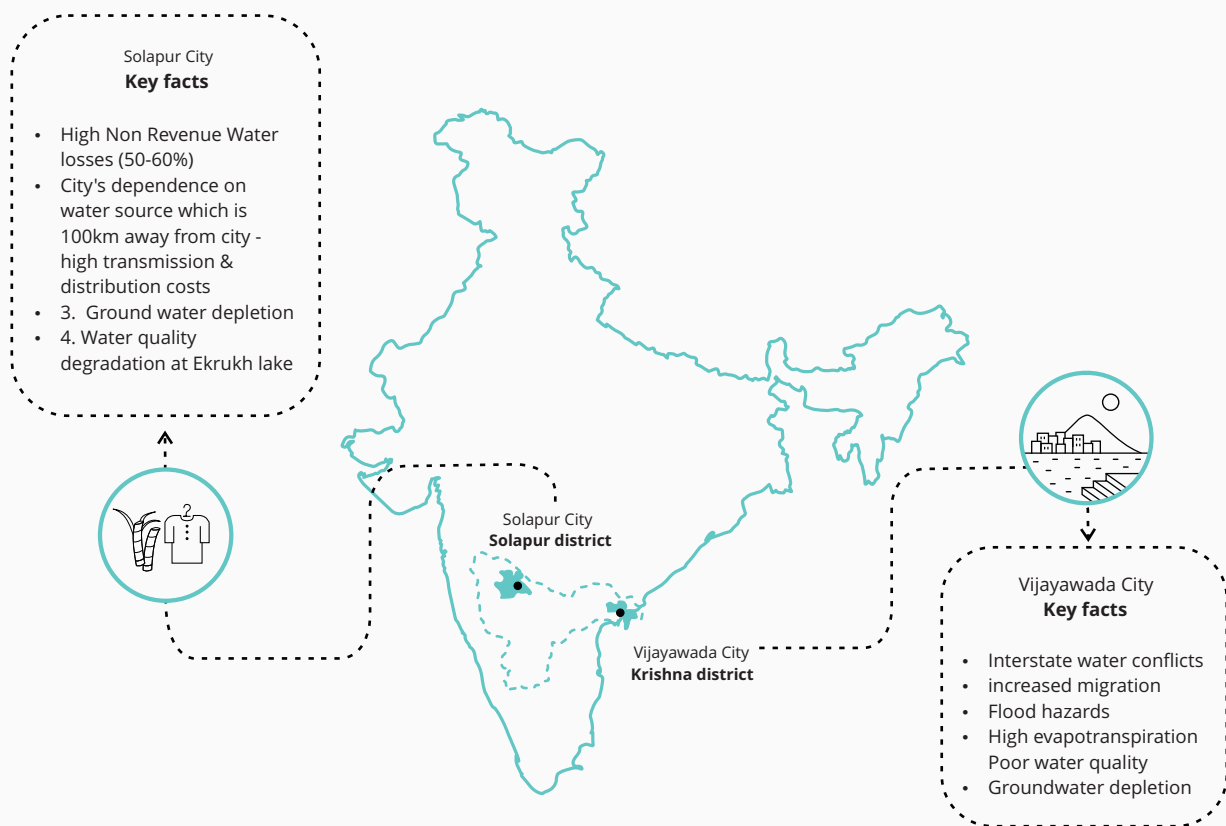 Solapur City
Key facts
• High Non Revenue Water
losses (50-60%)
• City's dependence on
water source which is
100km away from city -
high transmission &
distribution costs
• 3. Ground water depletion
• 4. Water quality
degradation at Ekrukh lake
Solapur City
Solapur district
Vijayawada City
Krishna district
Vijayawada City
Key facts
• Interstate water conflicts
• increased migration
• Flood hazards
• High evapotranspiration
Poor water quality
• Groundwater depletion